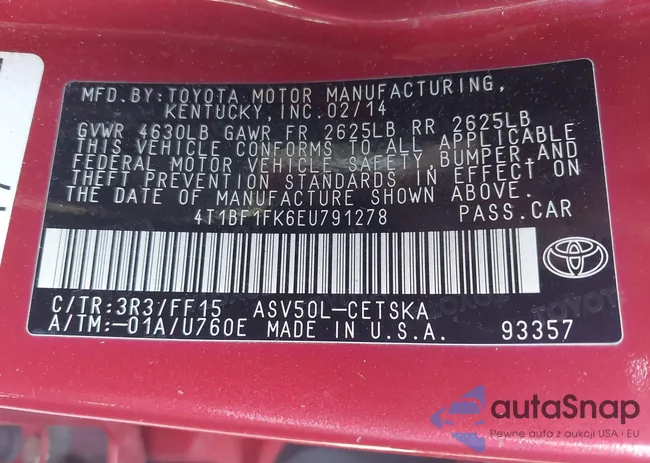 MFD.BY:TOYOTA MOTOR MANUFACTURING,
KENTUCKY, INC. 02/14
GVWR 4630LB GAWR FR 2625LB RR 2625LB
THIS VEHICLE CONFORMS TO ALL APPLICABLE
FEDERAL MOTOR VEHICLE SAFETY, BUMPER, AND
THEFT PREVENTION STANDARDS IN EFFECT ON
THE DATE OF MANUFACTURE SHOWN ABOVE.
4T1BF1FK6EU791278 PASS.CAR
C/TR:3R3/FF15 ASV50L-CETSKA
A/TM:-01A/U760E MADE IN U.S.A. 93357
autaSnap
Pewne auta z aukcji USA i EU